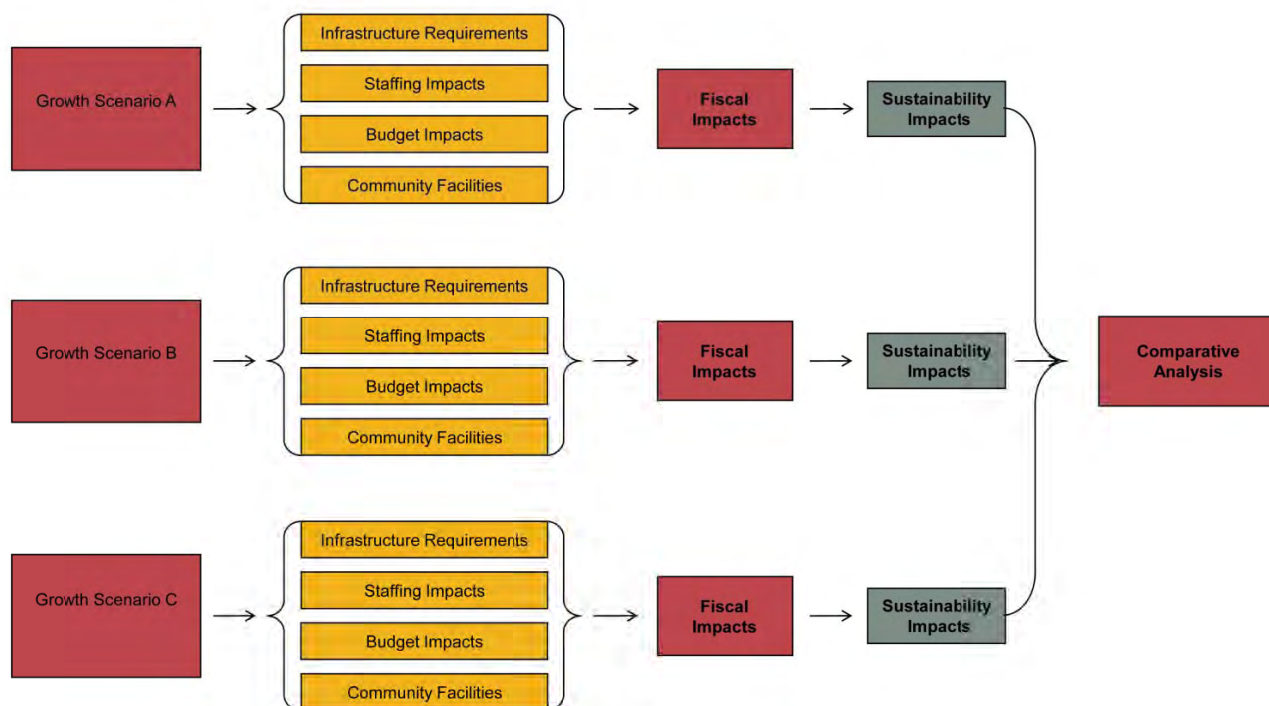 Growth Scenario A
Infrastructure Requirements
Staffing Impacts
Budget Impacts
Community Facilities
Fiscal
Impacts
Sustainability
Impacts
Growth Scenario B
Infrastructure Requirements
Staffing Impacts
Budget Impacts
Community Facilities
Fiscal
Impacts
Sustainability
Impacts
Comparative
Analysis
Growth Scenario C
Infrastructure Requirements
Staffing Impacts
Budget Impacts
Community Facilities
Fiscal
Impacts
Sustainability
Impacts